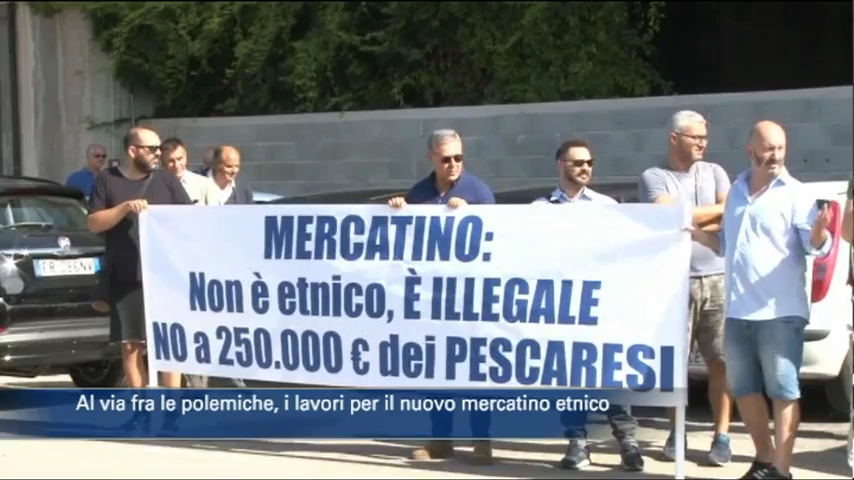 MERCATINO:
Non è etnico, È ILLEGALE
NO a 250.000 € dei PESCARESI
Al via fra le polemiche, i lavori per il nuovo mercatino etnico